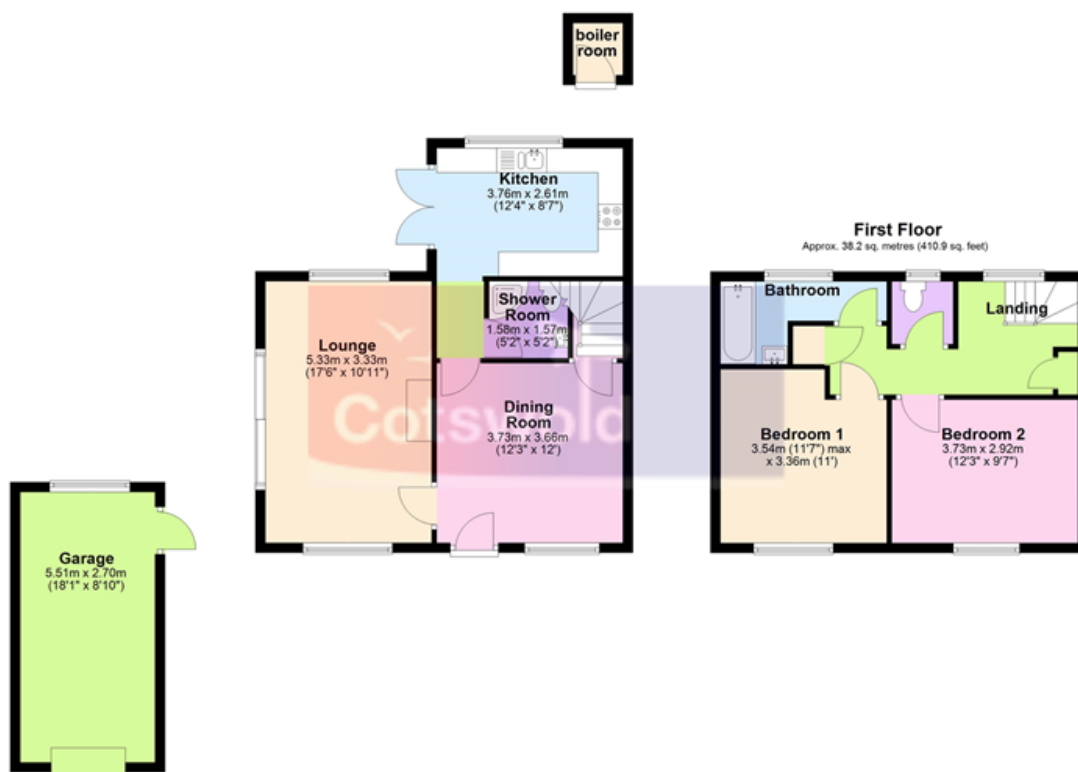 boiler
room
Kitchen
3.76m x 2.61m
(12'4" x 8'7")
First Floor
Approx. 38.2 sq. metres (410.9 sq. feet)
Shower
Room
1.58m x 1.57m
(5'2" x 5'2")
Bathroom
Landing
Lounge
5.33m x 3.33m
(17'6" x 10'11")
Cotswold
Dining
Room
3.73m x 3.66m
(12'3" x 12')
Bedroom 1
3.54m (11'7") max
x 3.36m (11')
Bedroom 2
3.73m x 2.92m
(12'3" x 9'7")
Garage
5.51m x 2.70m
(18'1" x 8'10")